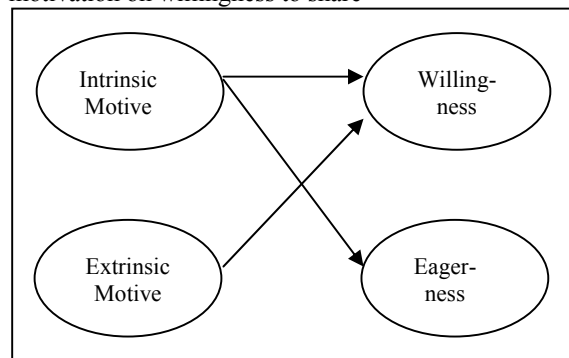 motivation on willingness to share
Intrinsic
Motive
Willing-
ness
Extrinsic
Motive
Eager-
ness